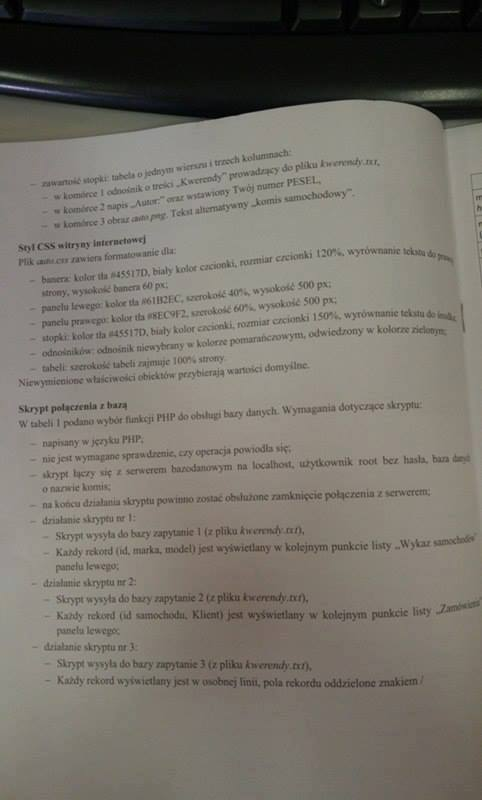 – zawartość stopki: tabela o jednym wierszu i trzech kolumnach:
– w komórce 1 odnośnik o treści „Kwerendy” prowadzący do pliku kwerendy.txt,
– w komórce 2 napis „Autor:” oraz wstawiony Twój numer PESEL,
– w komórce 3 obraz auto.png. Tekst alternatywny „komis samochodowy”.
Styl CSS witryny internetowej
Plik auto.css zawiera formatowanie dla:
– banera: kolor tła #45517D, biały kolor czcionki, rozmiar czcionki 120%, wyrównanie tekstu do prawej
strony, wysokość banera 60 px;
– panelu lewego: kolor tła #61B2EC, szerokość 40%, wysokość 500 px;
– panelu prawego: kolor tła #8EC9F2, szerokość 60%, wysokość 500 px;
– stopki: kolor tła #45517D, biały kolor czcionki, rozmiar czcionki 150%, wyrównanie tekstu do środka;
– odnośników: odnośnik niewybrany w kolorze pomarańczowym, odwiedzony w kolorze zielonym;
– tabeli: szerokość tabeli zajmuje 100% strony.
Niewymienione właściwości obiektów przybierają wartości domyślne.
Skrypt połączenia z bazą
W tabeli 1 podano wybór funkcji PHP do obsługi bazy danych. Wymagania dotyczące skryptu:
– napisany w języku PHP;
– nie jest wymagane sprawdzenie, czy operacja powiodła się;
– skrypt łączy się z serwerem bazodanowym na localhost, użytkownik root bez hasła, baza danych
o nazwie komis;
– na końcu działania skryptu powinno zostać obsłużone zamknięcie połączenia z serwerem;
– działanie skryptu nr 1:
– Skrypt wysyła do bazy zapytanie 1 (z pliku kwerendy.txt),
– Każdy rekord (id, marka, model) jest wyświetlany w kolejnym punkcie listy „Wykaz samochodów”
panelu lewego;
– działanie skryptu nr 2:
– Skrypt wysyła do bazy zapytanie 2 (z pliku kwerendy.txt),
– Każdy rekord (id samochodu, Klient) jest wyświetlany w kolejnym punkcie listy „Zamówienia”
panelu lewego;
– działanie skryptu nr 3:
– Skrypt wysyła do bazy zapytanie 3 (z pliku kwerendy.txt),
– Każdy rekord wyświetlany jest w osobnej linii, pola rekordu oddzielone znakiem /